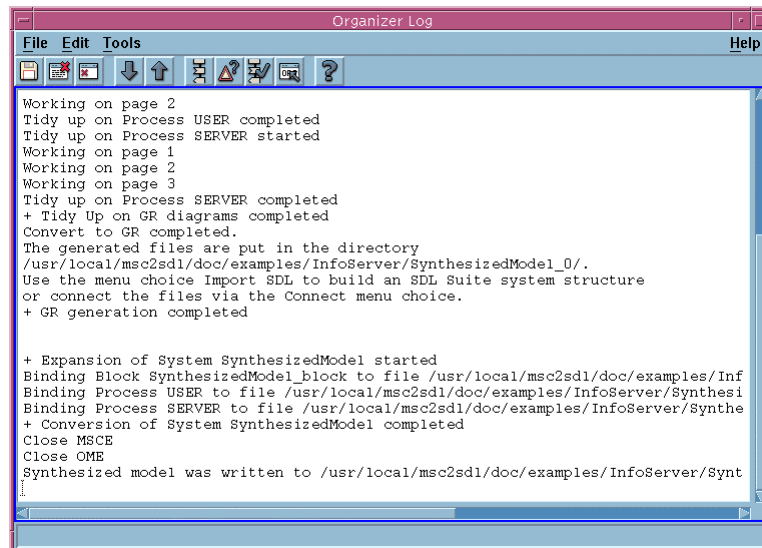 Organizer Log
File Edit Tools Help
Working on page 2
Tidy up on Process USER completed
Tidy up on Process SERVER started
Working on page 1
Working on page 2
Working on page 3
Tidy up on Process SERVER completed
+ Tidy Up on GR diagrams completed
Convert to GR completed.
The generated files are put in the directory
/usr/local/msc2sdl/doc/examples/InfoServer/SynthesizedModel_0/.
Use the menu choice Import SDL to build an SDL Suite system structure
or connect the files via the Connect menu choice.
+ GR generation completed
+ Expansion of System SynthesizedModel started
Binding Block SynthesizedModel_block to file /usr/local/msc2sdl/doc/examples/Inf
Binding Process USER to file /usr/local/msc2sdl/doc/examples/InfoServer/Synthesi
Binding Process SERVER to file /usr/local/msc2sdl/doc/examples/InfoServer/Synthe
+ Conversion of System SynthesizedModel completed
Close MSCE
Close OME
Synthesized model was written to /usr/local/msc2sdl/doc/examples/InfoServer/Synt